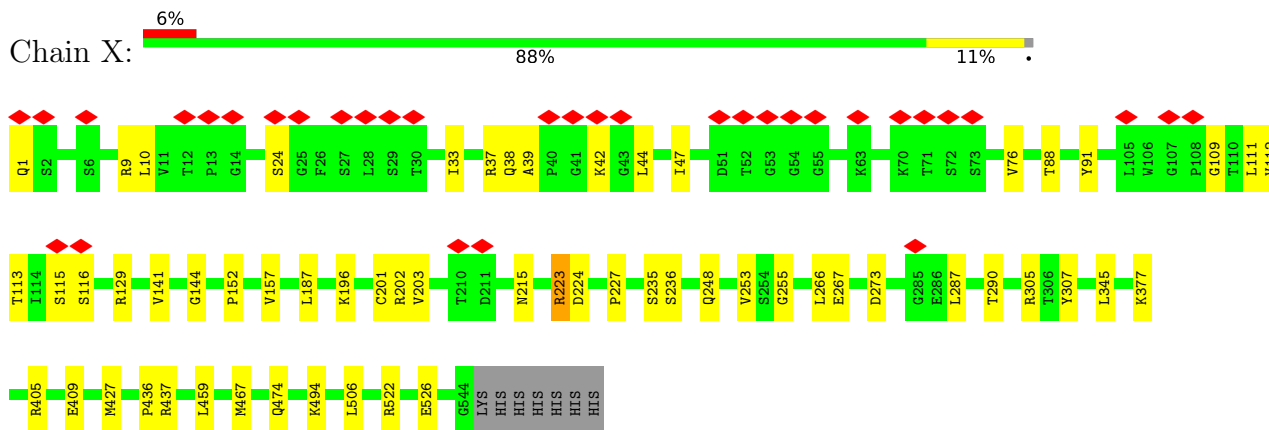 6%
Chain X:
88% 11% •
Q1 S2 S6 R9 L10 V11 T12 P13 G14 S24 G25 F26 S27 L28 S29 T30 I33 R37 Q38 A39 P40 G41 K42 G43 L44 I47 D51 T52 G53 G54 G55 K63 K70 T71 S72 S73 V76 T88 Y91 L105 W106 G107 P108 G109 T110 L111
T113 I114 S115 S116 R129 V141 G144 P152 V157 L187 K196 C201 R202 V203 T210 D211 N215 R223 D224 P227 S235 S236 Q248 V253 S254 G255 L266 E267 D273 G285 E286 L287 T290 R305 T306 Y307 L345 K377
R405 E409 M427 P436 R437 L459 M467 Q474 K494 L506 R522 E526 G544 LYS HIS HIS HIS HIS HIS HIS